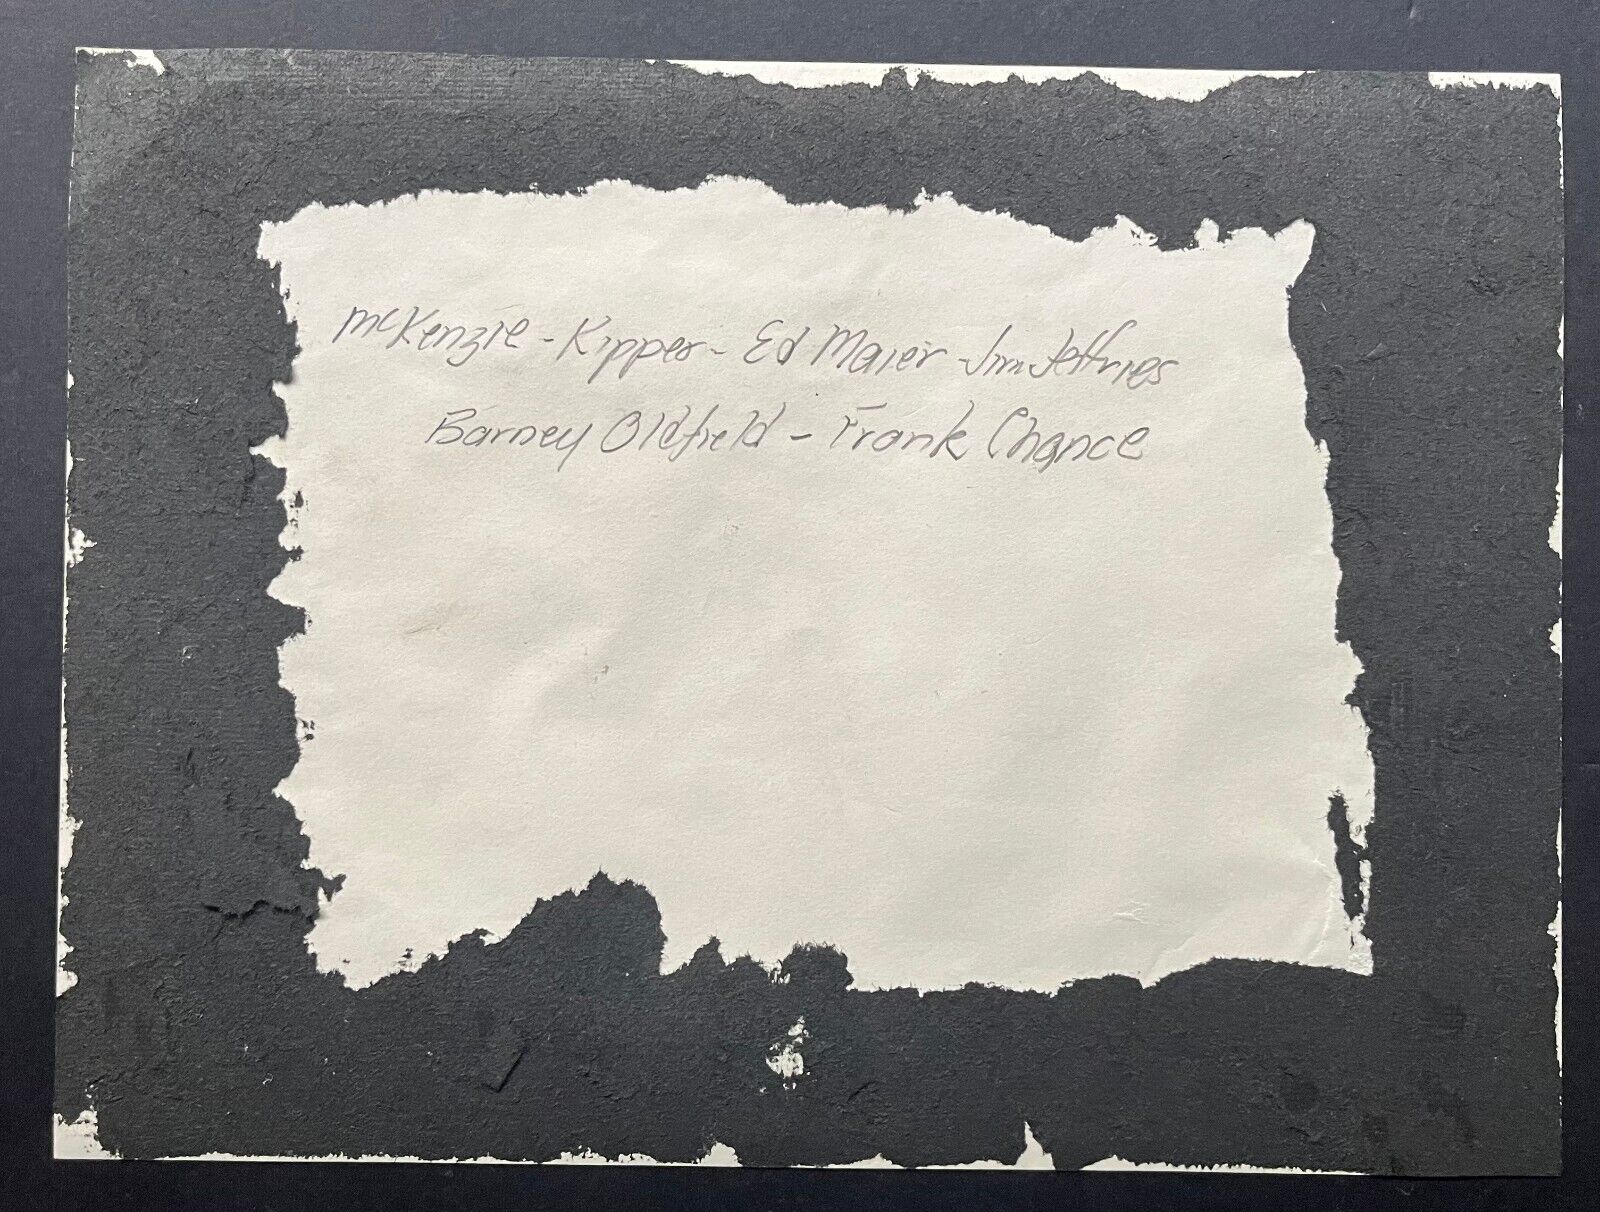 McKenzie - Kipper - Ed Maier - Jim Jeffries
Barney Oldfield - Frank Chance